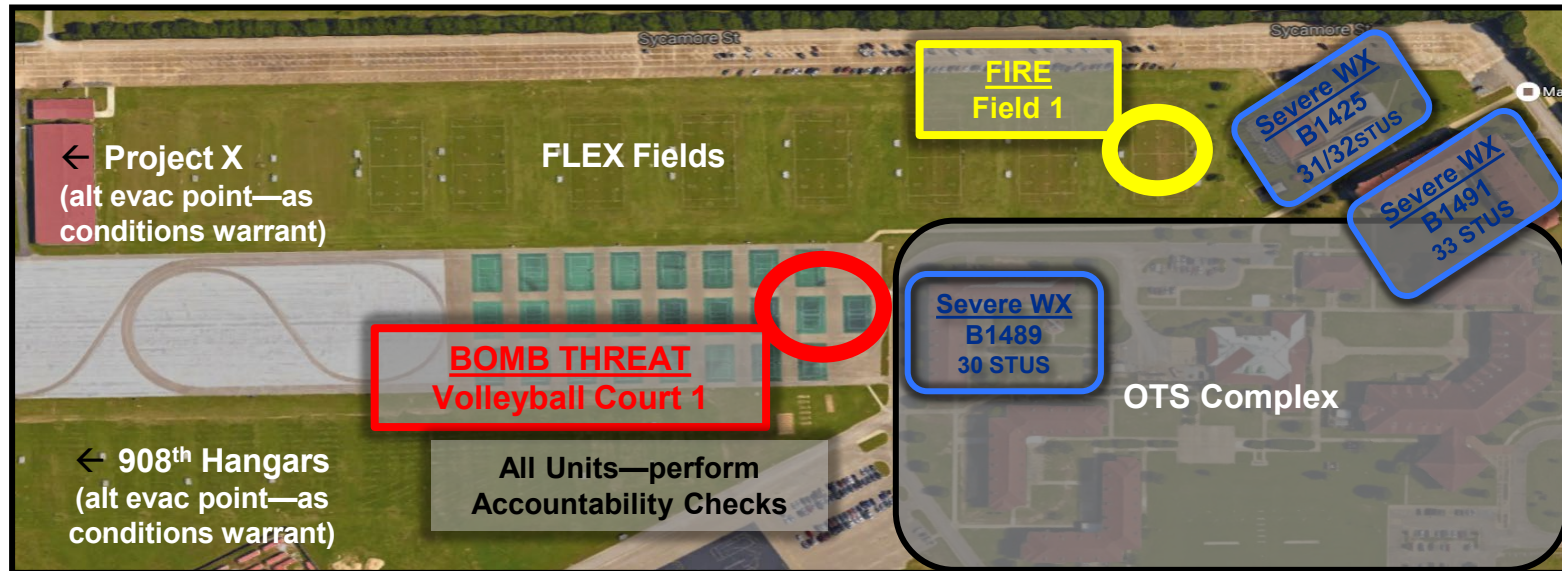 Sycamore St
Sycamore St
FIRE
Field 1
Severe WX
B1425
31/32STUS
Ma
Severe WX
B1491
33 STUS
← Project X
(alt evac point—as
conditions warrant)
FLEX Fields
Severe WX
B1489
30 STUS
BOMB THREAT
Volleyball Court 1
OTS Complex
← 908th Hangars
(alt evac point—as
conditions warrant)
All Units—perform
Accountability Checks